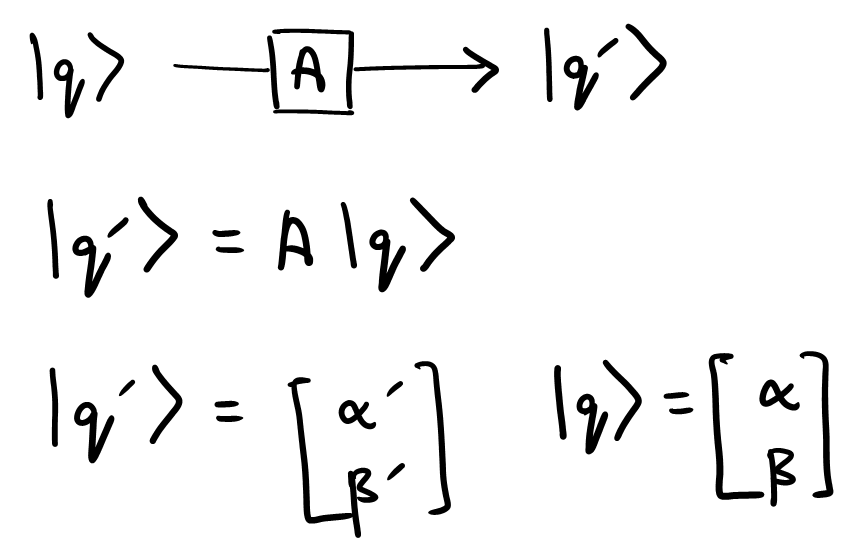 |q⟩ —[A]→ |q′⟩
|q′⟩ = A |q⟩
|q′⟩ = [α′ β′] |q⟩ = [α β]